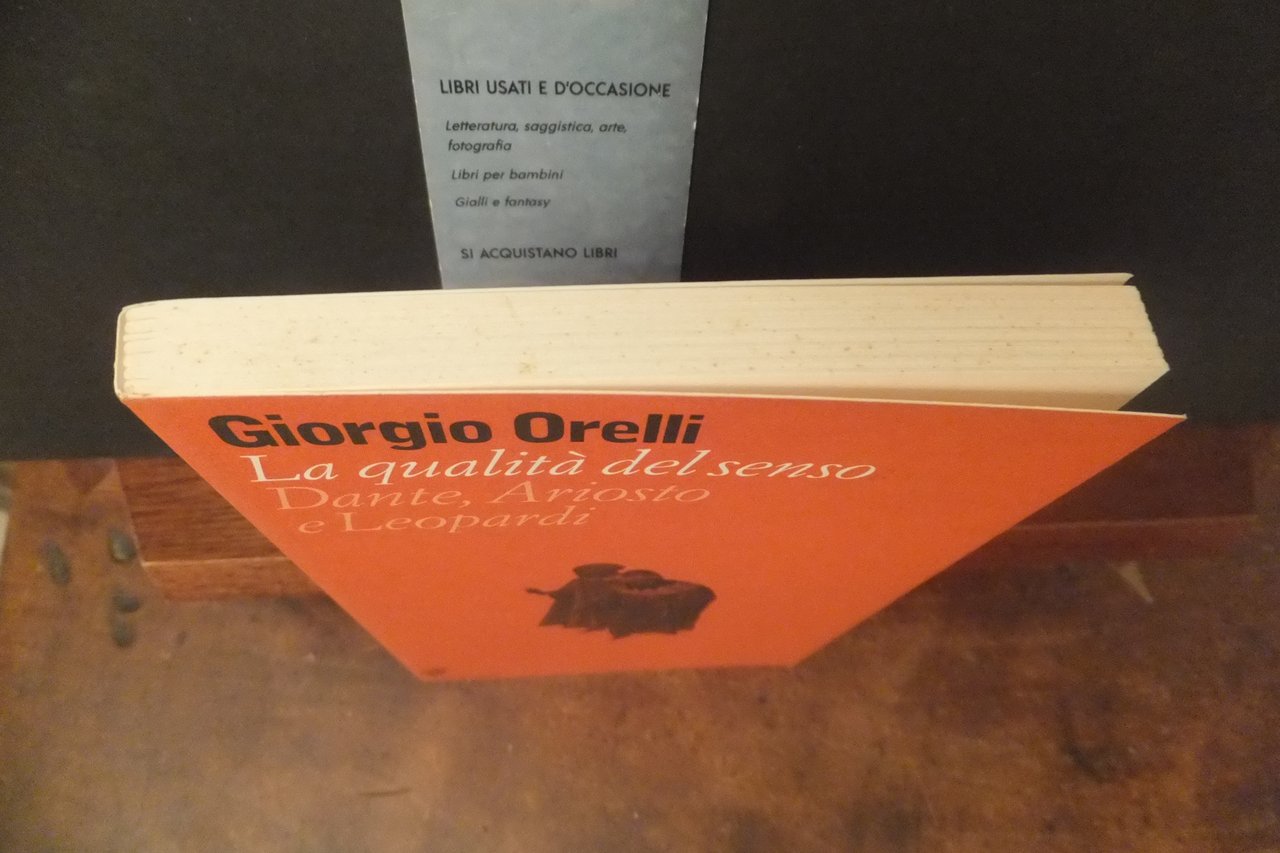 LIBRI USATI E D'OCCASIONE
Letteratura, saggistica, arte,
fotografia
Libri per bambini
Gialli e fantasy
SI ACQUISTANO LIBRI
Giorgio Orelli
La qualità del senso
Dante, Ariosto
e Leopardi